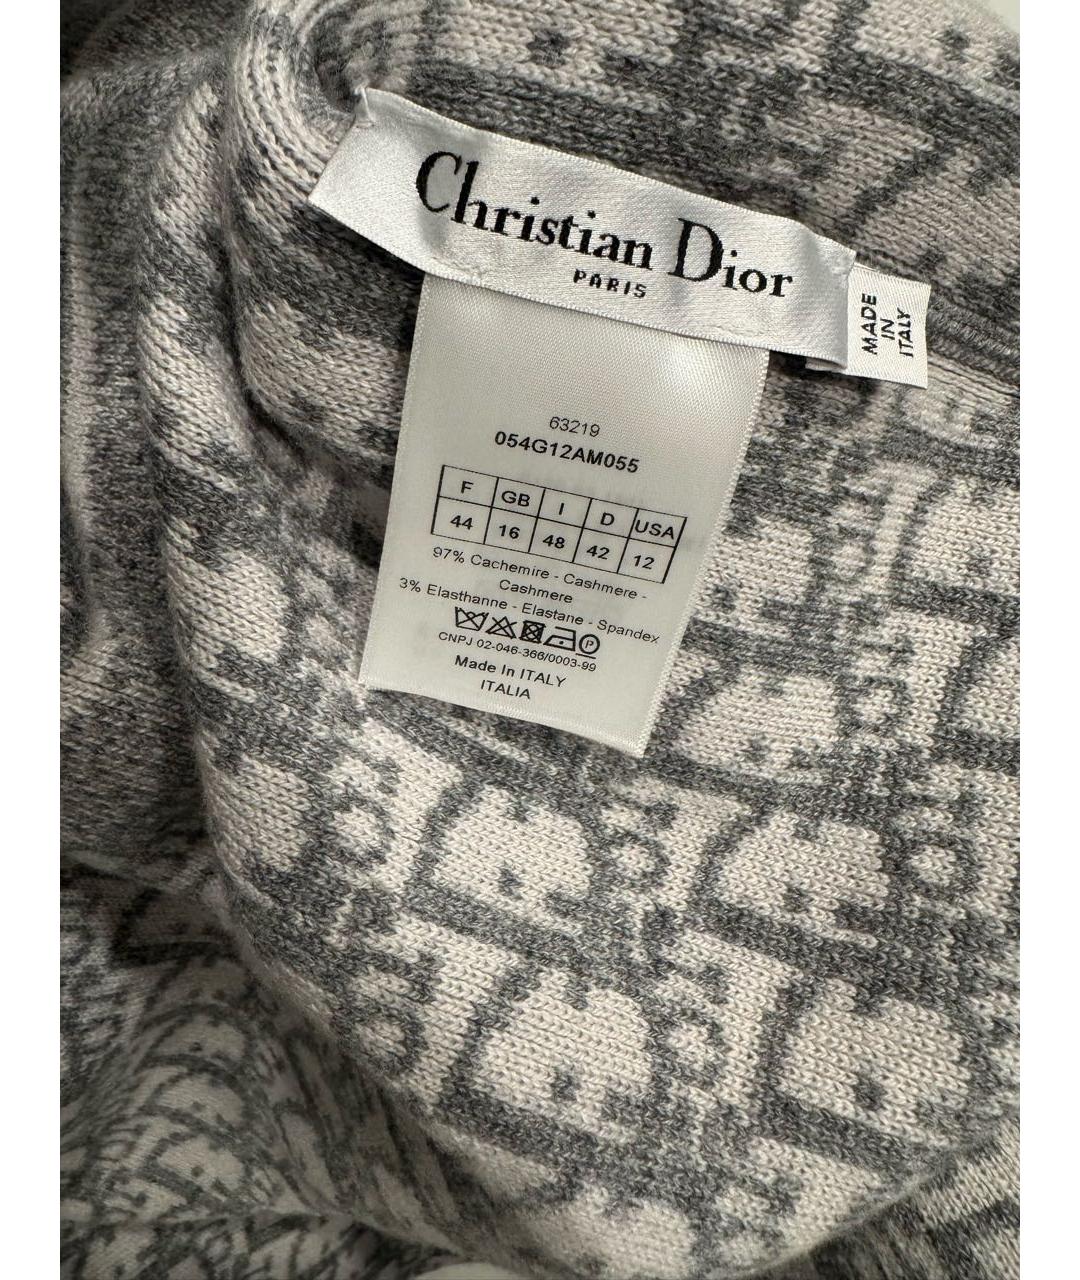 Christian Dior
PARIS
MADE
IN
ITALY
63219
054G12AM055
F GB I D USA
44 16 48 42 12
97% Cachemire - Cashmere -
Cashmere
3% Elasthanne - Elastane - Spandex
P
CNPJ 02-046-366/0003-99
Made In ITALY
ITALIA